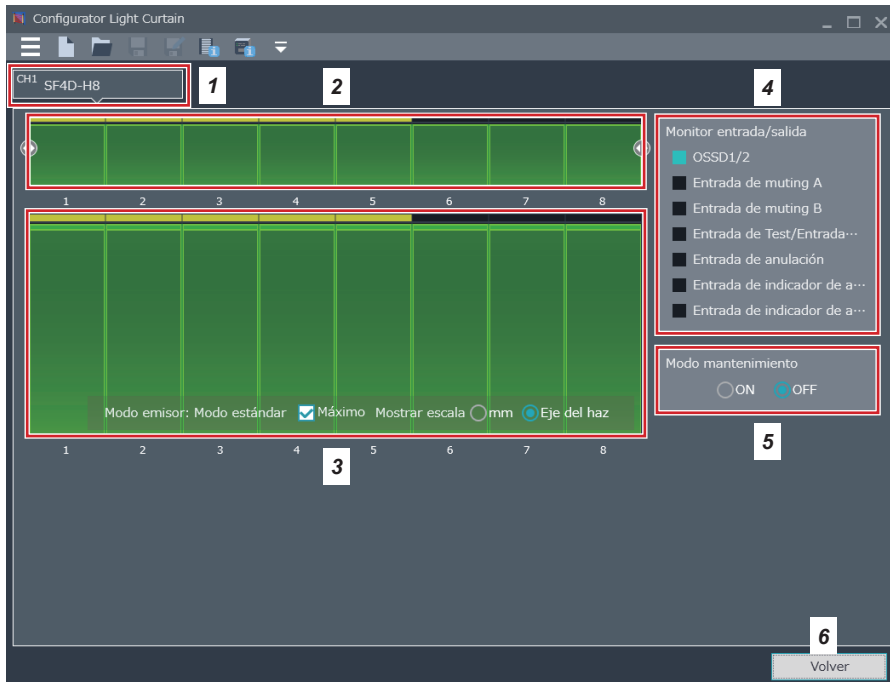 Configurator Light Curtain
CH1 SF4D-H8
1
2
4
Monitor entrada/salida
OSSD1/2
Entrada de muting A
Entrada de muting B
Entrada de Test/Entrada···
Entrada de anulación
Entrada de indicador de a···
Entrada de indicador de a···
1 2 3 4 5 6 7 8
Modo mantenimiento
ON OFF
5
Modo emisor: Modo estándar Máximo Mostrar escala mm Eje del haz
1 2 3 4 5 6 7 8
3
6
Volver